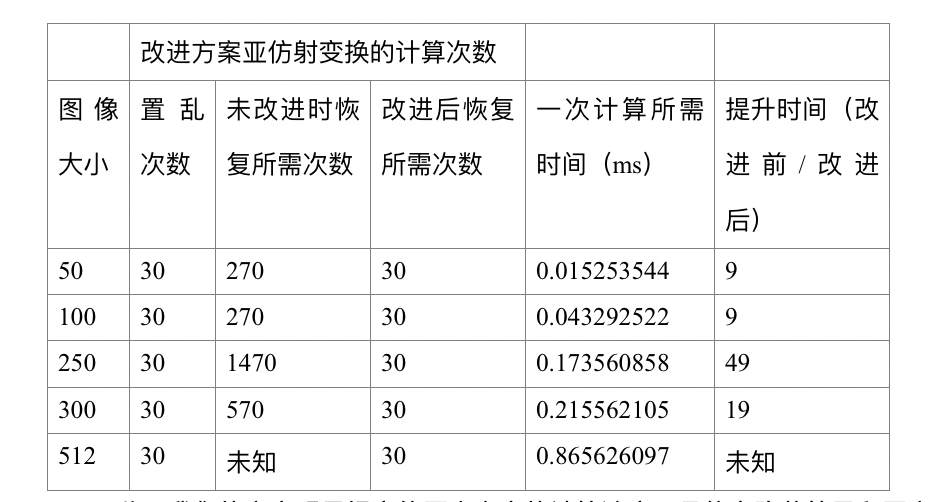 改进方案亚仿射变换的计算次数
图像 置乱 未改进时恢 改进后恢复 一次计算所需 提升时间（改
大小 次数 复所需次数 所需次数 时间（ms） 进前/改进
后）
50 30 270 30 0.015253544 9
100 30 270 30 0.043292522 9
250 30 1470 30 0.173560858 49
300 30 570 30 0.215562105 19
512 30 未知 30 0.865626097 未知